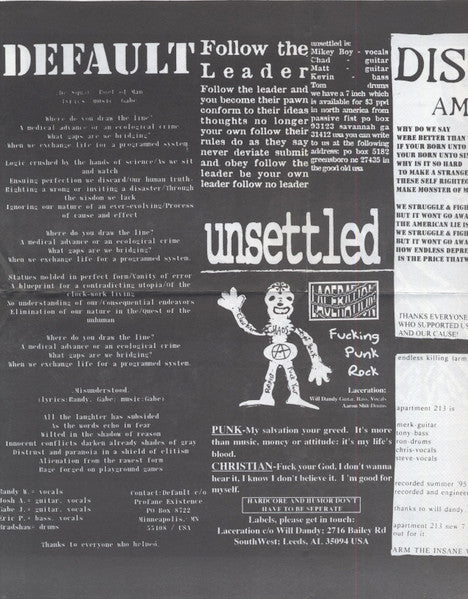 DEFAULT
lyrics music Gabe
Where do you draw the line?
A medical advance or an ecological crime
What gaps are we bridging?
When we exchange life for a programmed system.
Logic crushed by the hands of science/As we sit
and watch
Ensuring perfection we discard/Our human truth.
Righting a wrong or inviting a disaster/Through
the wisdom we lack
Ignoring our nature of an ever-evolving/Process
of cause and effect
Where do you draw the line?
A medical advance or an ecological crime
What gaps are we bridging?
When we exchange life for a programmed system.
Statues molded in perfect form/Vanity of error
A blueprint for a contradicting utopia/Of the
clock-work living
No understanding of our/Consequential endeavors
Elimination of our nature in the/Quest of the
unhuman
Where do you draw the line?
A medical advance or an ecological crime
What gaps are we bridging?
When we exchange life for a programmed system.
Misunderstood.
(lyrics:Randy, Gabe; music:Gabe)
All the laughter has subsided
As the words echo in fear
Wilted in the shadow of reason
Innocent conflicts darken already shades of gray
Distrust and paranoia in a shield of elitism
Alienation from the rawest form
Rage forged on playground games
Randy W.: vocals
Josh A.: guitar, vocals
Gabe J.: guitar, vocals
Eric P.: bass, vocals
Bradshaw: drums
Contact:Default c/o
Profane Existence
PO Box 8722
Minneapolis, MN
55408 / USA
Thanks to everyone who helped.
Follow the
Leader
Follow the leader and
you become their pawn
conform to their ideas
thoughts no longer
your own follow their
rules do as they say
never deviate submit
and obey follow the
leader be your own
leader follow no leader
unsettled is:
Mikey Boy - vocals
Chad - guitar
Matt - guitar
Kevin - bass
Tom drums
we have a 7 inch which
is available for $3 ppd
in north america from
passive fist po box
93123 savannah ga
31412 usa you can write
to us at the following
address: po box 5182
greensboro nc 27435 in
the good old usa
unsettled
CHAOS
LACERATION
Fucking
Punk
Rock
Laceration:
Will Dandy-Guitar, Bass, Vocals
Aaron Shit-Drums
PUNK-My salvation your greed. It's more
than music, money or attitude: it's my life's
blood.
CHRISTIAN-Fuck your God, I don't wanna
hear it, I know I don't believe it. I'm good for
myself.
HARDCORE AND HUMOR DON'T
HAVE TO BE SEPERATE
Labels, please get in touch:
Laceration c/o Will Dandy: 2716 Bailey Rd
SouthWest; Leeds, AL 35094 USA
DIS
AM
WHY DO WE SAY
WERE BETTER THAN
IF YOUR BORN UNTO
YOUR BORN UNTO SI
WHY IS IT SO HARD
TO MAKE A STRANGE
THESE SELF RIGHTE
MAKE MONSTER OF M
WE STRUGGLE & FIGH
BUT IT WONT GO AWA
THE AMERICAN LIE IS
WE STRUGGLE & FIGH
BUT IT WONT GO AWA
HOW ENDLESS DEPRE
IS THE PRICE THATW
THANKS EVERYONE
WHO SUPPORTED US
AND OUR CAUSE!
endless killing (arm
apartment 213 is
merk-guitar
tony-bass
ron-drums
chris-vocals
steve-vocals
recorded summer '93
recorded and engineer
thanks to will dandy
apartment 213 new 7
out for it.
ARM THE INSANE